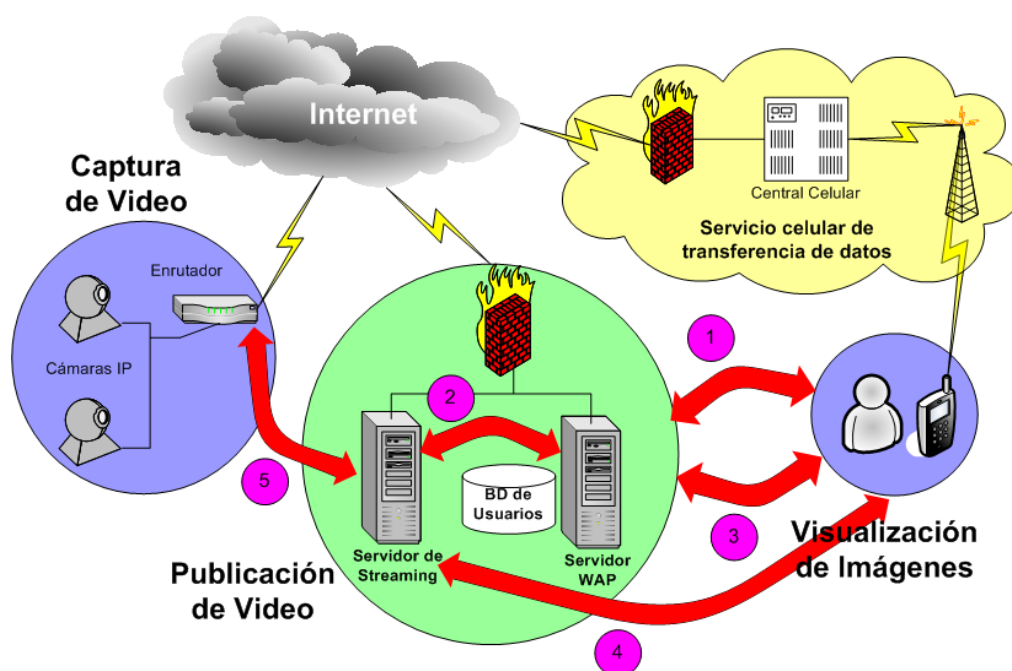 Internet
Central Celular
Servicio celular de
transferencia de datos
Captura
de Video
Enrutador
Cámaras IP
1
2
BD de
Usuarios
3
4
5
Servidor de
Streaming
Servidor
WAP
Publicación
de Video
Visualización
de Imágenes